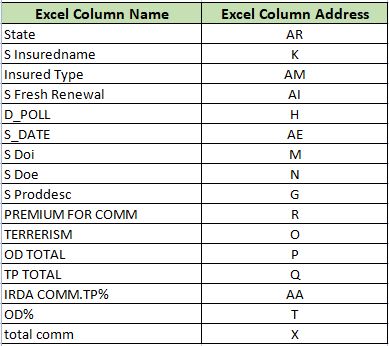 Excel Column Name Excel Column Address
State AR
S Insuredname K
Insured Type AM
S Fresh Renewal AI
D_POLL H
S_DATE AE
S Doi M
S Doe N
S Proddesc G
PREMIUM FOR COMM R
TERRERISM O
OD TOTAL P
TP TOTAL Q
IRDA COMM.TP% AA
OD% T
total comm X